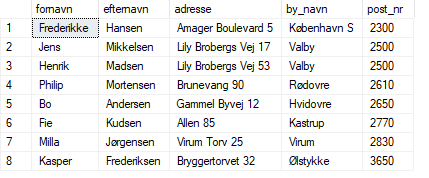 fornavn efternavn adresse by_navn post_nr
1 Frederikke Hansen Amager Boulevard 5 København S 2300
2 Jens Mikkelsen Lily Brobergs Vej 17 Valby 2500
3 Henrik Madsen Lily Brobergs Vej 53 Valby 2500
4 Philip Mortensen Brunevang 90 Rødovre 2610
5 Bo Andersen Gammel Byvej 12 Hvidovre 2650
6 Fie Kudsen Allen 85 Kastrup 2770
7 Milla Jørgensen Virum Torv 25 Virum 2830
8 Kasper Frederiksen Bryggertorvet 32 Ølstykke 3650